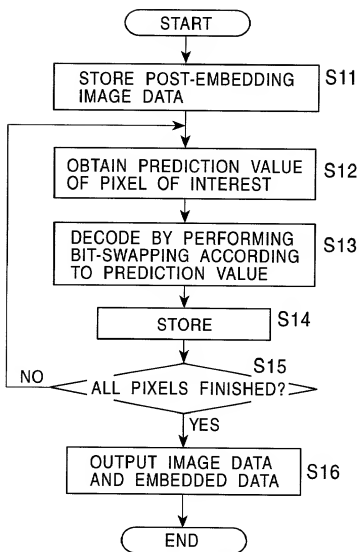 START
STORE POST-EMBEDDING
IMAGE DATA
S11
OBTAIN PREDICTION VALUE
OF PIXEL OF INTEREST
S12
DECODE BY PERFORMING
BIT-SWAPPING ACCORDING
TO PREDICTION VALUE
S13
STORE
S14
S15
ALL PIXELS FINISHED?
NO
YES
OUTPUT IMAGE DATA
AND EMBEDDED DATA
S16
END